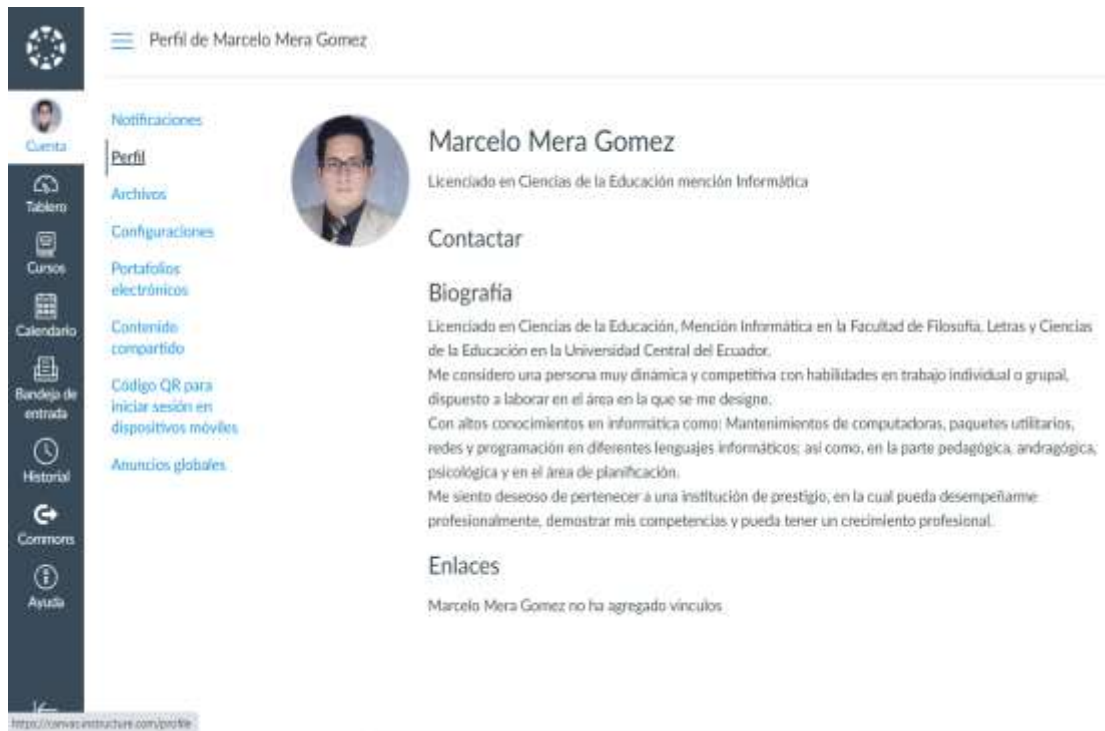 Perfil de Marcelo Mera Gomez
Cuenta
Tablero
Cursos
Calendario
Bandeja de
entrada
Historial
Commons
Ayuda
Notificaciones
Perfil
Archivos
Configuraciones
Portafolios
electrónicos
Contenido
compartido
Código QR para
iniciar sesión en
dispositivos móviles
Anuncios globales
Marcelo Mera Gomez
Licenciado en Ciencias de la Educación mención Informática
Contactar
Biografía
Licenciado en Ciencias de la Educación, Mención Informática en la Facultad de Filosofía, Letras y Ciencias
de la Educación en la Universidad Central del Ecuador.
Me considero una persona muy dinámica y competitiva con habilidades en trabajo individual o grupal,
dispuesto a laborar en el área en la que se me designe.
Con altos conocimientos en informática como: Mantenimientos de computadoras, paquetes utilitarios,
redes y programación en diferentes lenguajes informáticos; así como, en la parte pedagógica, andragógica,
psicológica y en el área de planificación.
Me siento deseoso de pertenecer a una institución de prestigio, en la cual pueda desempeñarme
profesionalmente, demostrar mis competencias y pueda tener un crecimiento profesional.
Enlaces
Marcelo Mera Gomez no ha agregado vínculos
https://canvas.instructure.com/profile